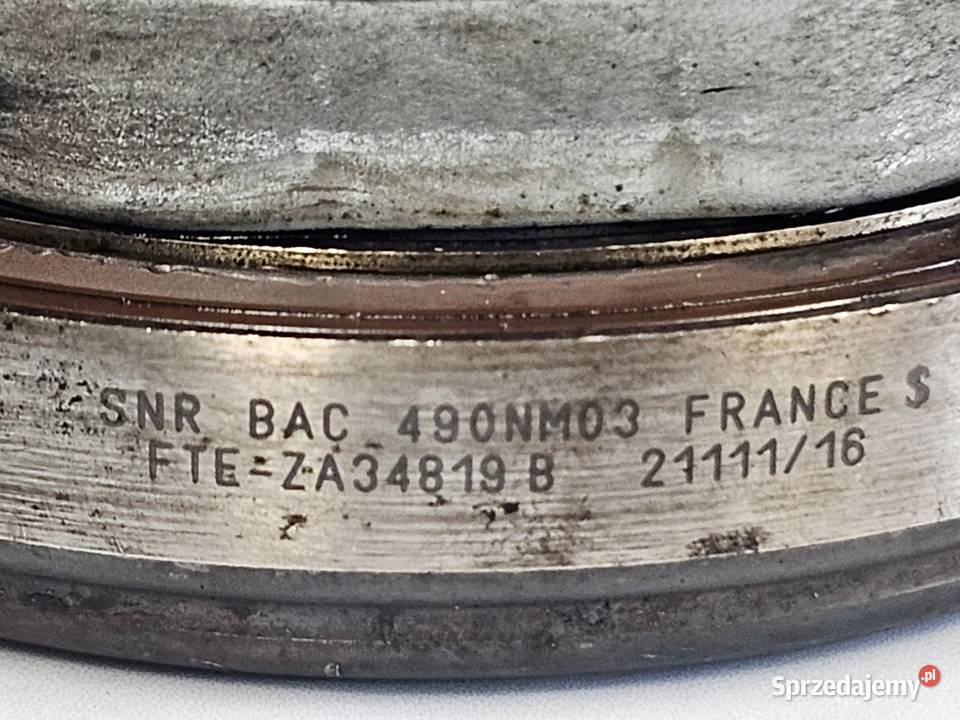 SNR BAC 490NM03 FRANCE S
FTE-ZA34819 B 21111/16
Sprzedajemy.pl